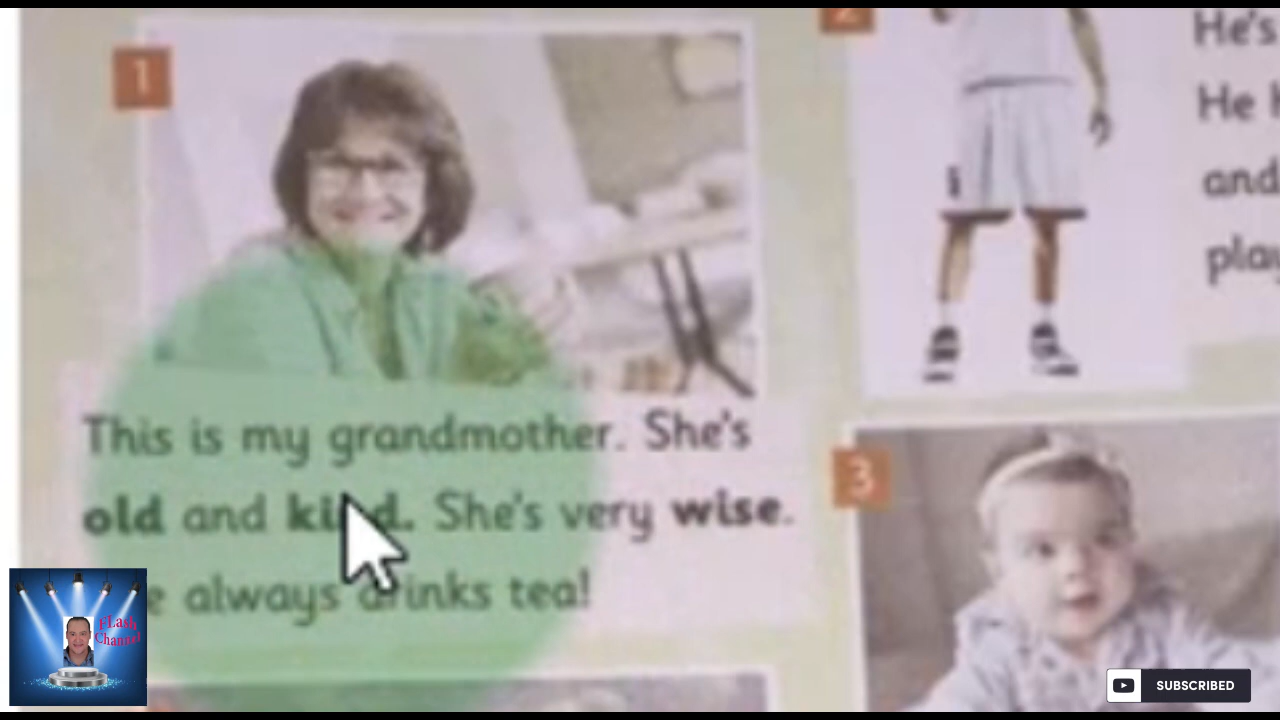 1
This is my grandmother. She's
old and kind. She's very wise.
always drinks tea!
2
He's
He
and
3
FLash
Channel
SUBSCRIBED